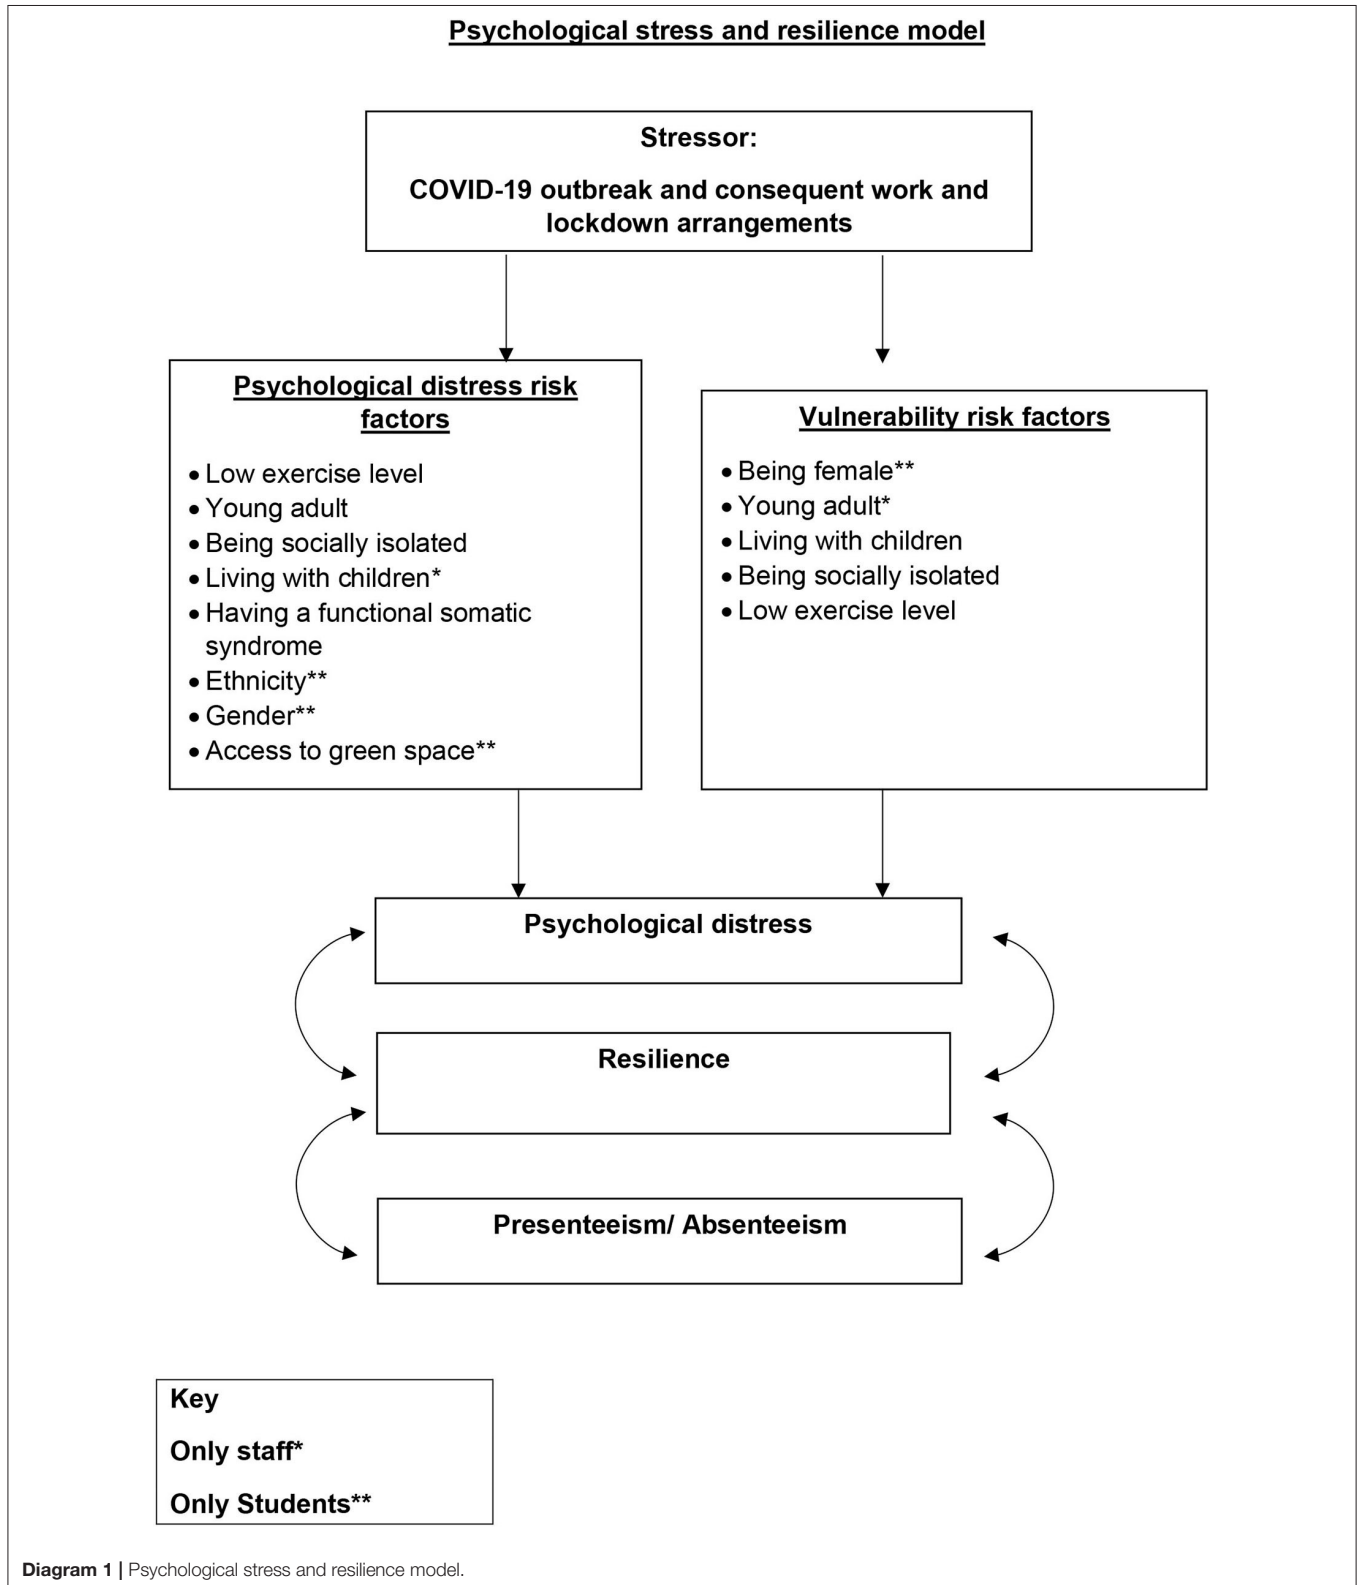 Psychological stress and resilience model
Stressor:
COVID-19 outbreak and consequent work and
lockdown arrangements
Psychological distress risk
factors
• Low exercise level
• Young adult
• Being socially isolated
• Living with children*
• Having a functional somatic
syndrome
• Ethnicity**
• Gender**
• Access to green space**
Vulnerability risk factors
• Being female**
• Young adult*
• Living with children
• Being socially isolated
• Low exercise level
Psychological distress
Resilience
Presenteeism/ Absenteeism
Key
Only staff*
Only Students**
Diagram 1 | Psychological stress and resilience model.